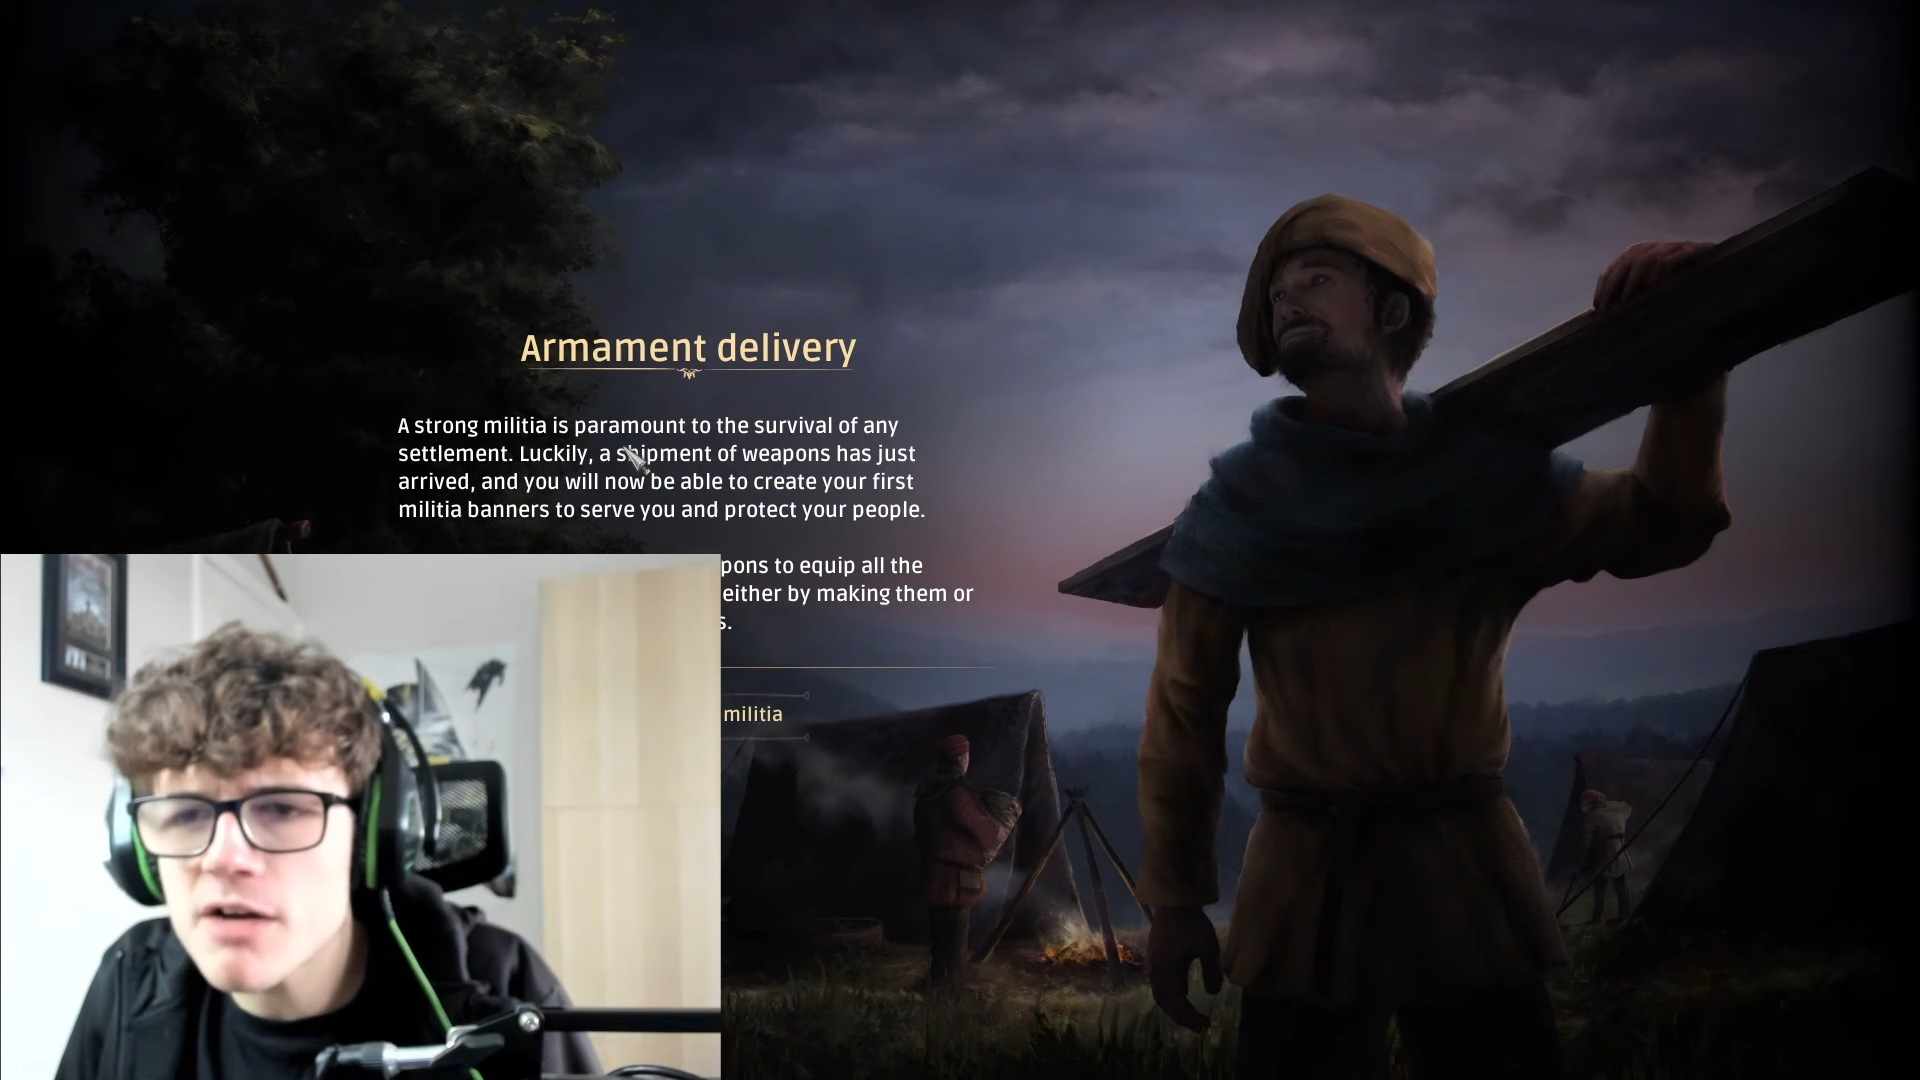 Armament delivery
A strong militia is paramount to the survival of any
settlement. Luckily, a shipment of weapons has just
arrived, and you will now be able to create your first
militia banners to serve you and protect your people.
pons to equip all the
either by making them or
s.
militia